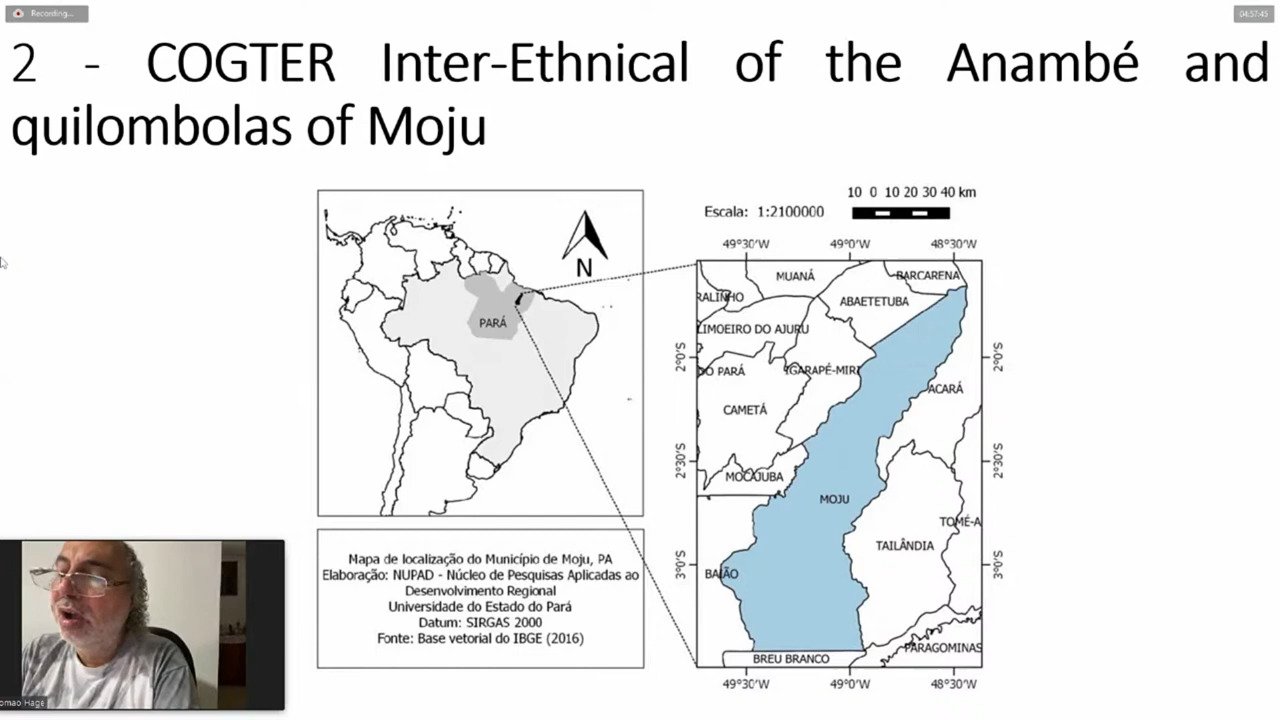 Recording...
04:57:45
2 - COGTER Inter-Ethnical of the Anambé and
quilombolas of Moju
10 0 10 20 30 40 km
Escala: 1:2100000
49°30'W 49°0'W 48°30'W
N
PARÁ
MUANÁ
BARCARENA
RALINHO
ABAETETUBA
LIMOEIRO DO AJURU
2°0'S
2°0'S
DO PARÁ
IGARAPÉ-MIRI
ACARÁ
CAMETÁ
2°30'S
2°30'S
MOCAJUBA
MOJU
TOMÉ-A
TAILÂNDIA
3°0'S
3°0'S
BAIÃO
PARAGOMINAS
BREU BRANCO
49°30'W 49°0'W 48°30'W
Mapa de localização do Município de Moju, PA
Elaboração: NUPAD - Núcleo de Pesquisas Aplicadas ao
Desenvolvimento Regional
Universidade do Estado do Pará
Datum: SIRGAS 2000
Fonte: Base vetorial do IBGE (2016)
omao Hage